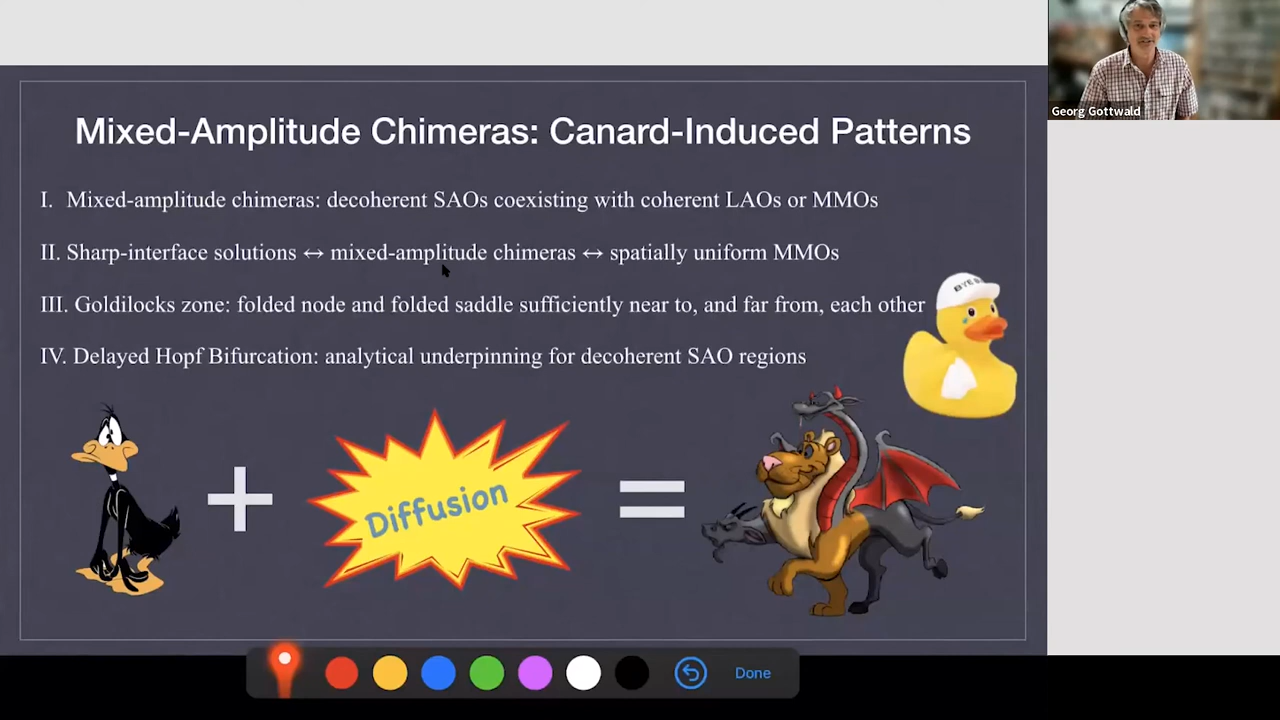 Georg Gottwald
Mixed-Amplitude Chimeras: Canard-Induced Patterns
I. Mixed-amplitude chimeras: decoherent SAOs coexisting with coherent LAOs or MMOs
II. Sharp-interface solutions ↔ mixed-amplitude chimeras ↔ spatially uniform MMOs
III. Goldilocks zone: folded node and folded saddle sufficiently near to, and far from, each other
IV. Delayed Hopf Bifurcation: analytical underpinning for decoherent SAO regions
+
Diffusion
=
Done